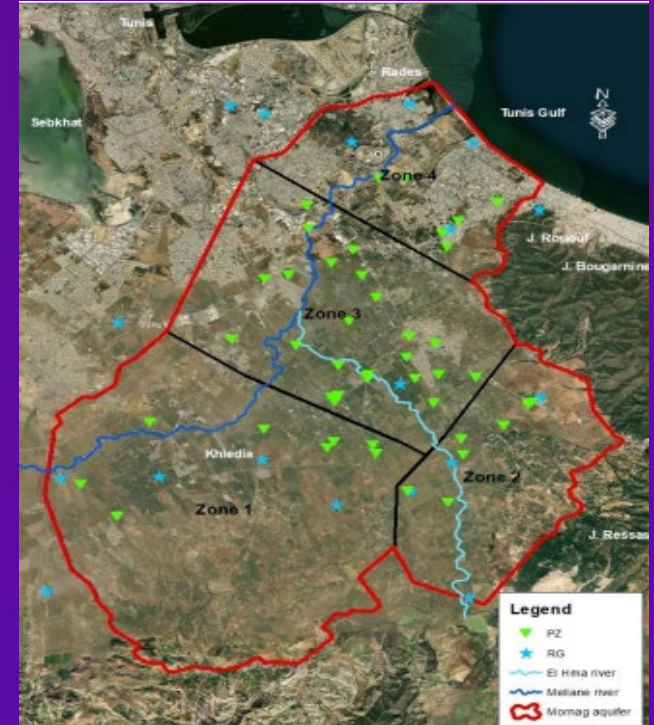 Tunis
Rades
Sebkhat
Tunis Gulf
N
Zone 4
J. Rououf
J. Bougarnine
Zone 3
Khledia
Zone 2
Zone 1
J. Ressas
Legend
PZ
RG
El Hma river
Meliane river
Mornag aquifer